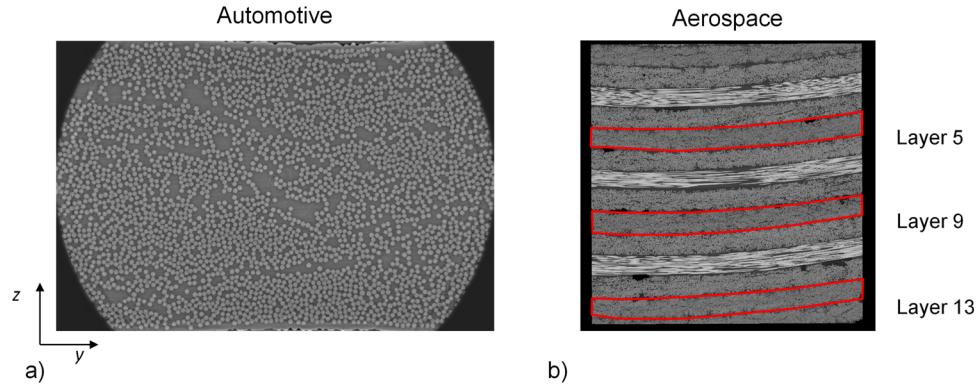 Automotive
Aerospace
Layer 5
Layer 9
Layer 13
z
y
a)
b)